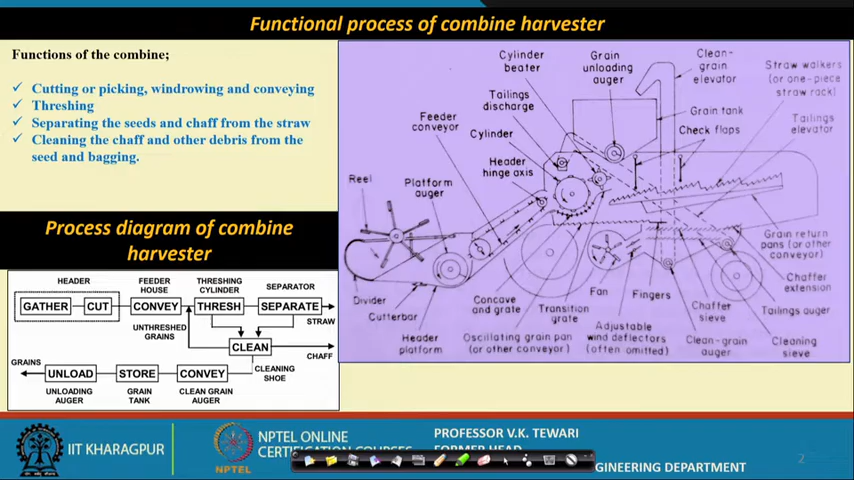 Functional process of combine harvester
Functions of the combine;
✓ Cutting or picking, windrowing and conveying
✓ Threshing
✓ Separating the seeds and chaff from the straw
✓ Cleaning the chaff and other debris from the
seed and bagging.
Process diagram of combine
harvester
HEADER
FEEDER
HOUSE
THRESHING
CYLINDER
SEPARATOR
GATHER
CUT
CONVEY
THRESH
SEPARATE
STRAW
UNTHRESHED
GRAINS
CLEAN
CHAFF
GRAINS
CLEANING
SHOE
UNLOAD
STORE
CONVEY
UNLOADING
AUGER
GRAIN
TANK
CLEAN GRAIN
AUGER
Cylinder
beater
Grain
unloading
auger
Clean-
grain
elevator
Straw walkers
(or one-piece
straw rack)
Tailings
discharge
Grain tank
Feeder
conveyor
Cylinder
Check flaps
Tailings
elevator
Header
hinge axis
Reel
Platform
auger
Grain return
pans (or other
conveyor)
Divider
Cutterbar
Header
platform
Concave
and grate
Oscillating grain pan
(or other conveyor)
Transition
grate
Fan
Adjustable
wind deflectors
(often omitted)
Fingers
Chaffer
sieve
Clean-grain
auger
Chaffer
extension
Tailings auger
Cleaning
sieve
IIT KHARAGPUR
NPTEL
NPTEL ONLINE
CERTIFICATION COURSES
PROFESSOR V.K. TEWARI
FORMER HEAD
GINEERING DEPARTMENT
2